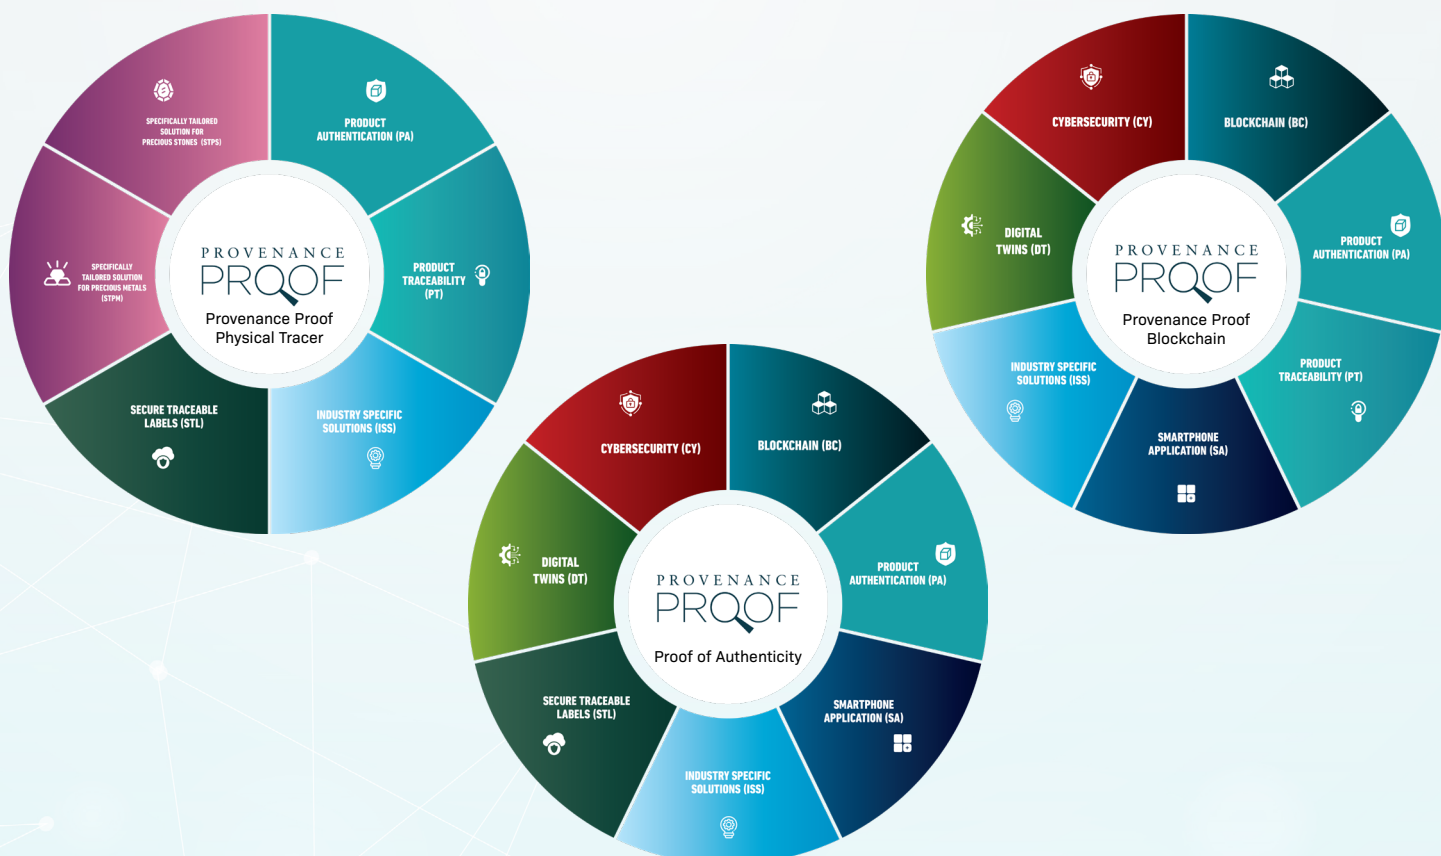 SPECIFICALLY TAILORED
SOLUTION FOR
PRECIOUS STONES (STPS)
PRODUCT
AUTHENTICATION (PA)
PRODUCT
TRACEABILITY
(PT)
INDUSTRY SPECIFIC
SOLUTIONS (ISS)
SECURE TRACEABLE
LABELS (STL)
SPECIFICALLY
TAILORED SOLUTION
FOR PRECIOUS METALS
(STPM)
PROVENANCE
PROOF
Provenance Proof
Physical Tracer
CYBERSECURITY (CY)
BLOCKCHAIN (BC)
PRODUCT
AUTHENTICATION (PA)
PRODUCT
TRACEABILITY (PT)
SMARTPHONE
APPLICATION (SA)
INDUSTRY SPECIFIC
SOLUTIONS (ISS)
DIGITAL
TWINS (DT)
PROVENANCE
PROOF
Provenance Proof
Blockchain
CYBERSECURITY (CY)
BLOCKCHAIN (BC)
PRODUCT
AUTHENTICATION (PA)
SMARTPHONE
APPLICATION (SA)
INDUSTRY SPECIFIC
SOLUTIONS (ISS)
SECURE TRACEABLE
LABELS (STL)
DIGITAL
TWINS (DT)
PROVENANCE
PROOF
Proof of Authenticity